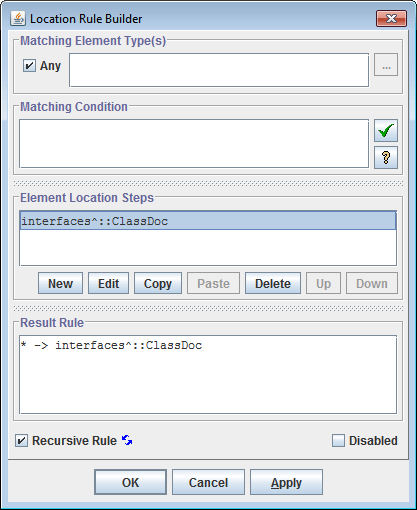 Location Rule Builder
Matching Element Type(s)
Any
...
Matching Condition
?
Element Location Steps
interfaces^::ClassDoc
New Edit Copy Paste Delete Up Down
Result Rule
* -> interfaces^::ClassDoc
Recursive Rule Disabled
OK Cancel Apply